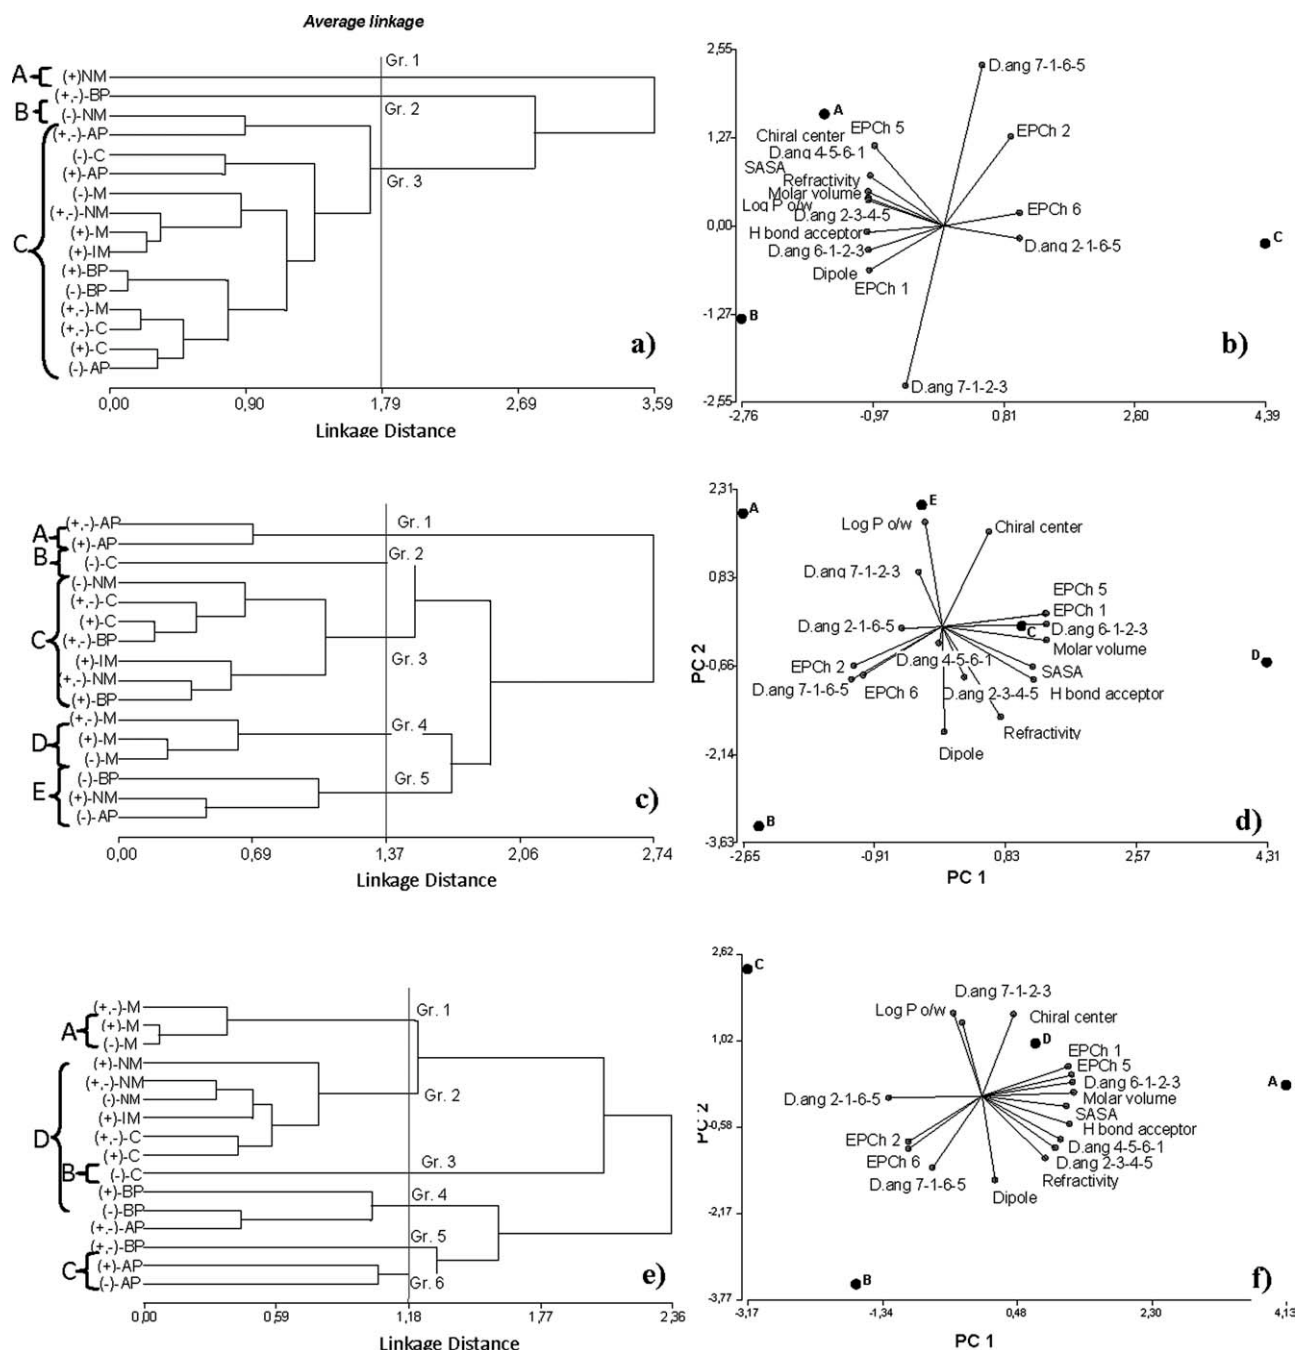 Average linkage
Gr. 1
A
(+)NM
(+,-)-BP
Gr. 2
B
(-)-NM
(+,-)-AP
(-)-C
(+)-AP
Gr. 3
(-)-M
(+,-)-NM
(+)-M
C
(+)-IM
(+)-BP
(-)-BP
(+,-)-M
(+,-)-C
(+)-C
(-)-AP
a)
0,00 0,90 1,79 2,69 3,59
Linkage Distance
2,55
D.ang 7-1-6-5
A
1,27
Chiral center
EPCh 5
EPCh 2
D.ang 4-5-6-1
SASA
Refractivity
Molar volume
Log P o/w
D.ang 2-3-4-5
EPCh 6
0,00
H bond acceptor
D.ang 2-1-6-5
C
D.ang 6-1-2-3
Dipole
EPCh 1
-1,27
B
b)
D.ang 7-1-2-3
-2,55
-2,76 -0,97 0,81 2,60 4,39
(+,-)-AP
Gr. 1
A
(+)-AP
B
(-)-C
Gr. 2
(-)-NM
(+,-)-C
(+)-C
C
(+,-)-BP
(+)-IM
Gr. 3
(+,-)-NM
(+)-BP
(+,-)-M
Gr. 4
D
(+)-M
(-)-M
(-)-BP
Gr. 5
E
(+)-NM
(-)-AP
c)
0,00 0,69 1,37 2,06 2,74
Linkage Distance
2,31
A
E
Log P o/w
Chiral center
0,83
D.ang 7-1-2-3
EPCh 5
EPCh 1
D.ang 2-1-6-5
C
D.ang 6-1-2-3
Molar volume
PC 2
-0,66
EPCh 2
D.ang 4-5-6-1
SASA
D
D.ang 7-1-6-5
EPCh 6
D.ang 2-3-4-5
H bond acceptor
Refractivity
-2,14
Dipole
B
d)
-3,63
-2,65 -0,91 0,83 2,57 4,31
PC 1
(+,-)-M
Gr. 1
A
(+)-M
(-)-M
(+)-NM
(+,-)-NM
Gr. 2
(-)-NM
(+)-IM
D
(+,-)-C
(+)-C
Gr. 3
B
(-)-C
(+)-BP
Gr. 4
(-)-BP
(+,-)-AP
Gr. 5
(+,-)-BP
C
(+)-AP
(-)-AP
Gr. 6
e)
0,00 0,59 1,18 1,77 2,36
Linkage Distance
2,62
C
D.ang 7-1-2-3
Log P o/w
Chiral center
1,02
D
EPCh 1
EPCh 5
D.ang 6-1-2-3
A
D.ang 2-1-6-5
Molar volume
SASA
PC 2
-0,58
H bond acceptor
EPCh 2
D.ang 4-5-6-1
EPCh 6
D.ang 2-3-4-5
D.ang 7-1-6-5
Refractivity
Dipole
-2,17
B
f)
-3,77
-3,17 -1,34 0,48 2,30 4,13
PC 1